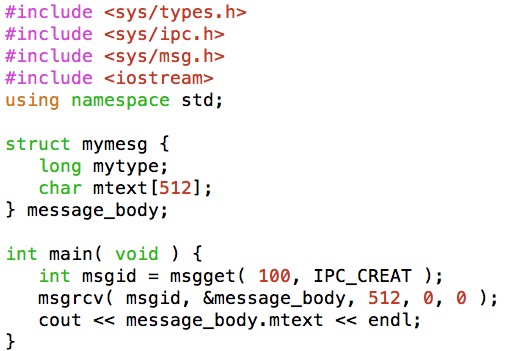 #include <sys/types.h>
#include <sys/ipc.h>
#include <sys/msg.h>
#include <iostream>
using namespace std;

struct mymesg {
   long mytype;
   char mtext[512];
} message_body;

int main( void ) {
   int msgid = msgget( 100, IPC_CREAT );
   msgrcv( msgid, &message_body, 512, 0, 0 );
   cout << message_body.mtext << endl;
}